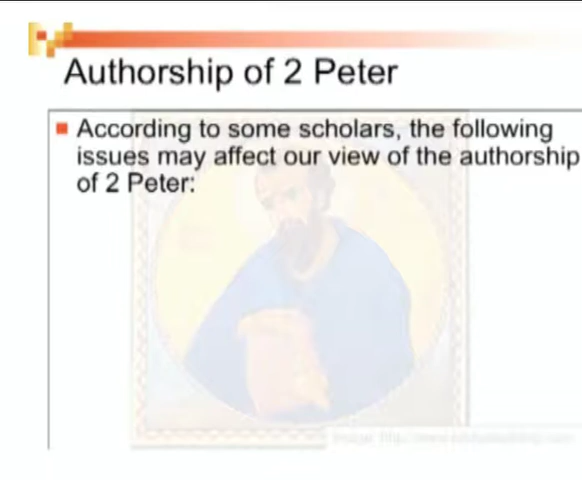 Authorship of 2 Peter
According to some scholars, the following
issues may affect our view of the authorship
of 2 Peter: